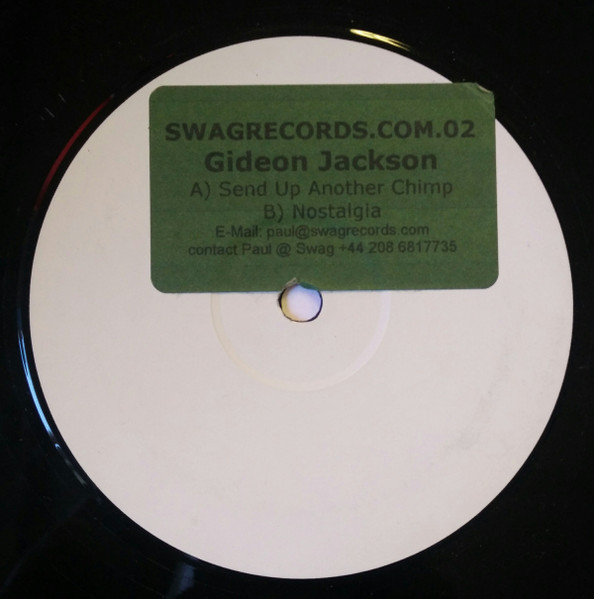 SWAGRECORDS.COM.02
Gideon Jackson
A) Send Up Another Chimp
B) Nostalgia
E-Mail: paul@swagrecords.com
contact Paul @ Swag +44 208 6817735